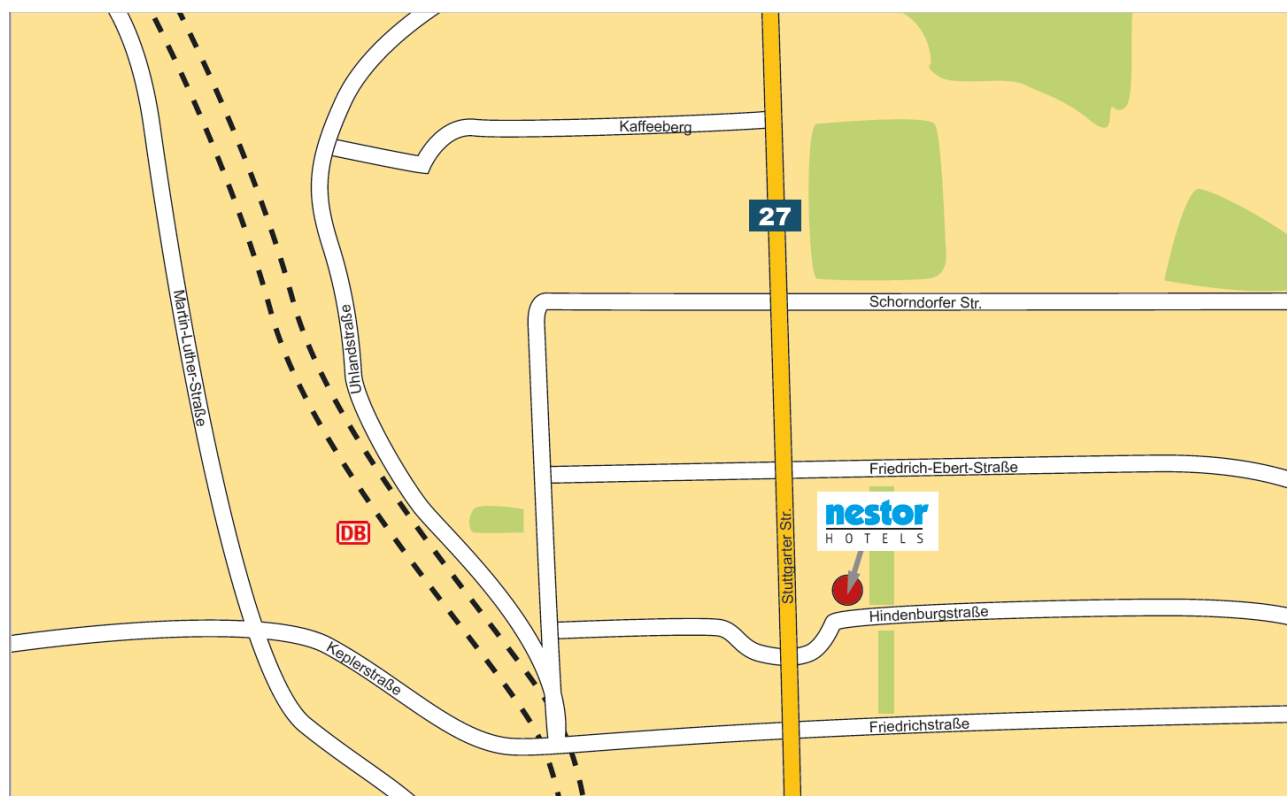 Kaffeeberg
27
Schorndorfer Str.
Martin-Luther-Straße
Uhlandstraße
Friedrich-Ebert-Straße
nestor
HOTELS
DB
Stuttgarter Str.
Hindenburgstraße
Keplerstraße
Friedrichstraße